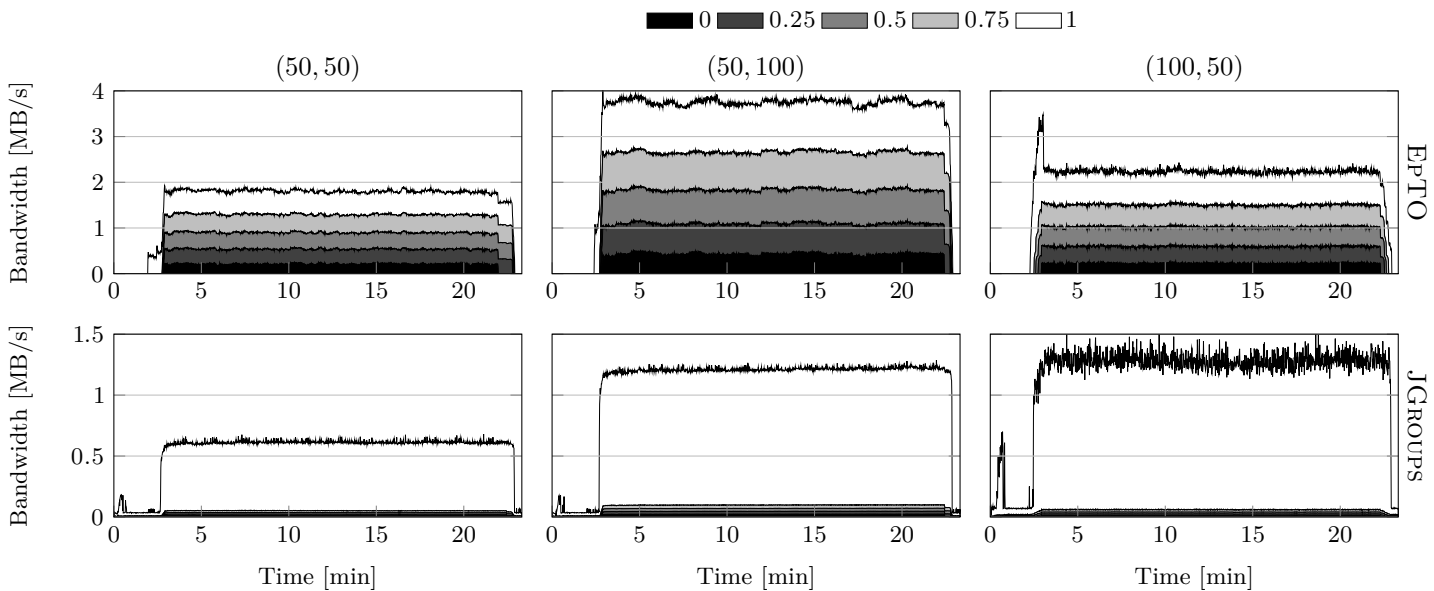 0 0.25 0.5 0.75 1
(50, 50) (50, 100) (100, 50)
Bandwidth [MB/s]
4
3
2
1
0
0 5 10 15 20
0 5 10 15 20
0 5 10 15 20
EPTO
Bandwidth [MB/s]
1.5
1
0.5
0
0 5 10 15 20
0 5 10 15 20
0 5 10 15 20
JGROUPS
Time [min] Time [min] Time [min]